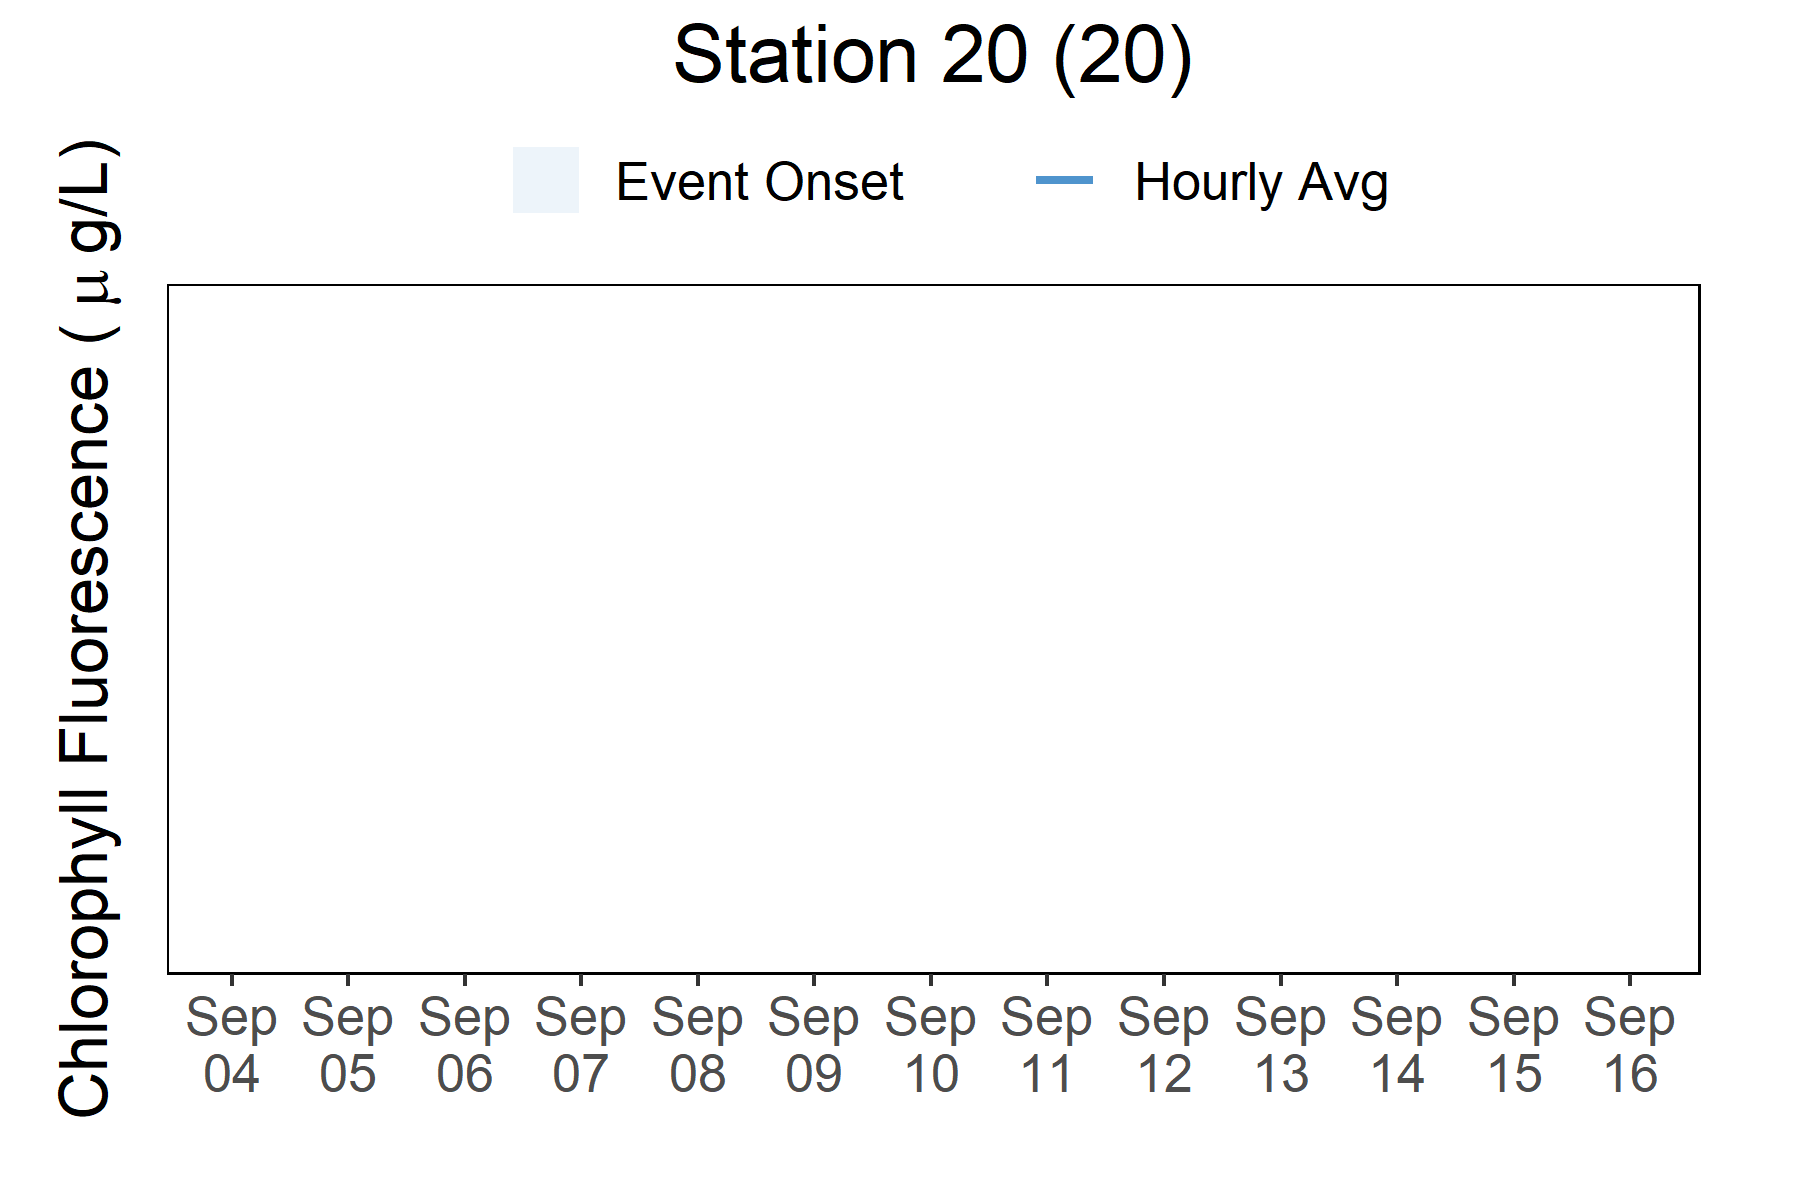 Station 20 (20)
Event Onset
Hourly Avg
Chlorophyll Fluorescence ( μ g/L)
Sep Sep Sep Sep Sep Sep Sep Sep Sep Sep Sep Sep Sep
04 05 06 07 08 09 10 11 12 13 14 15 16